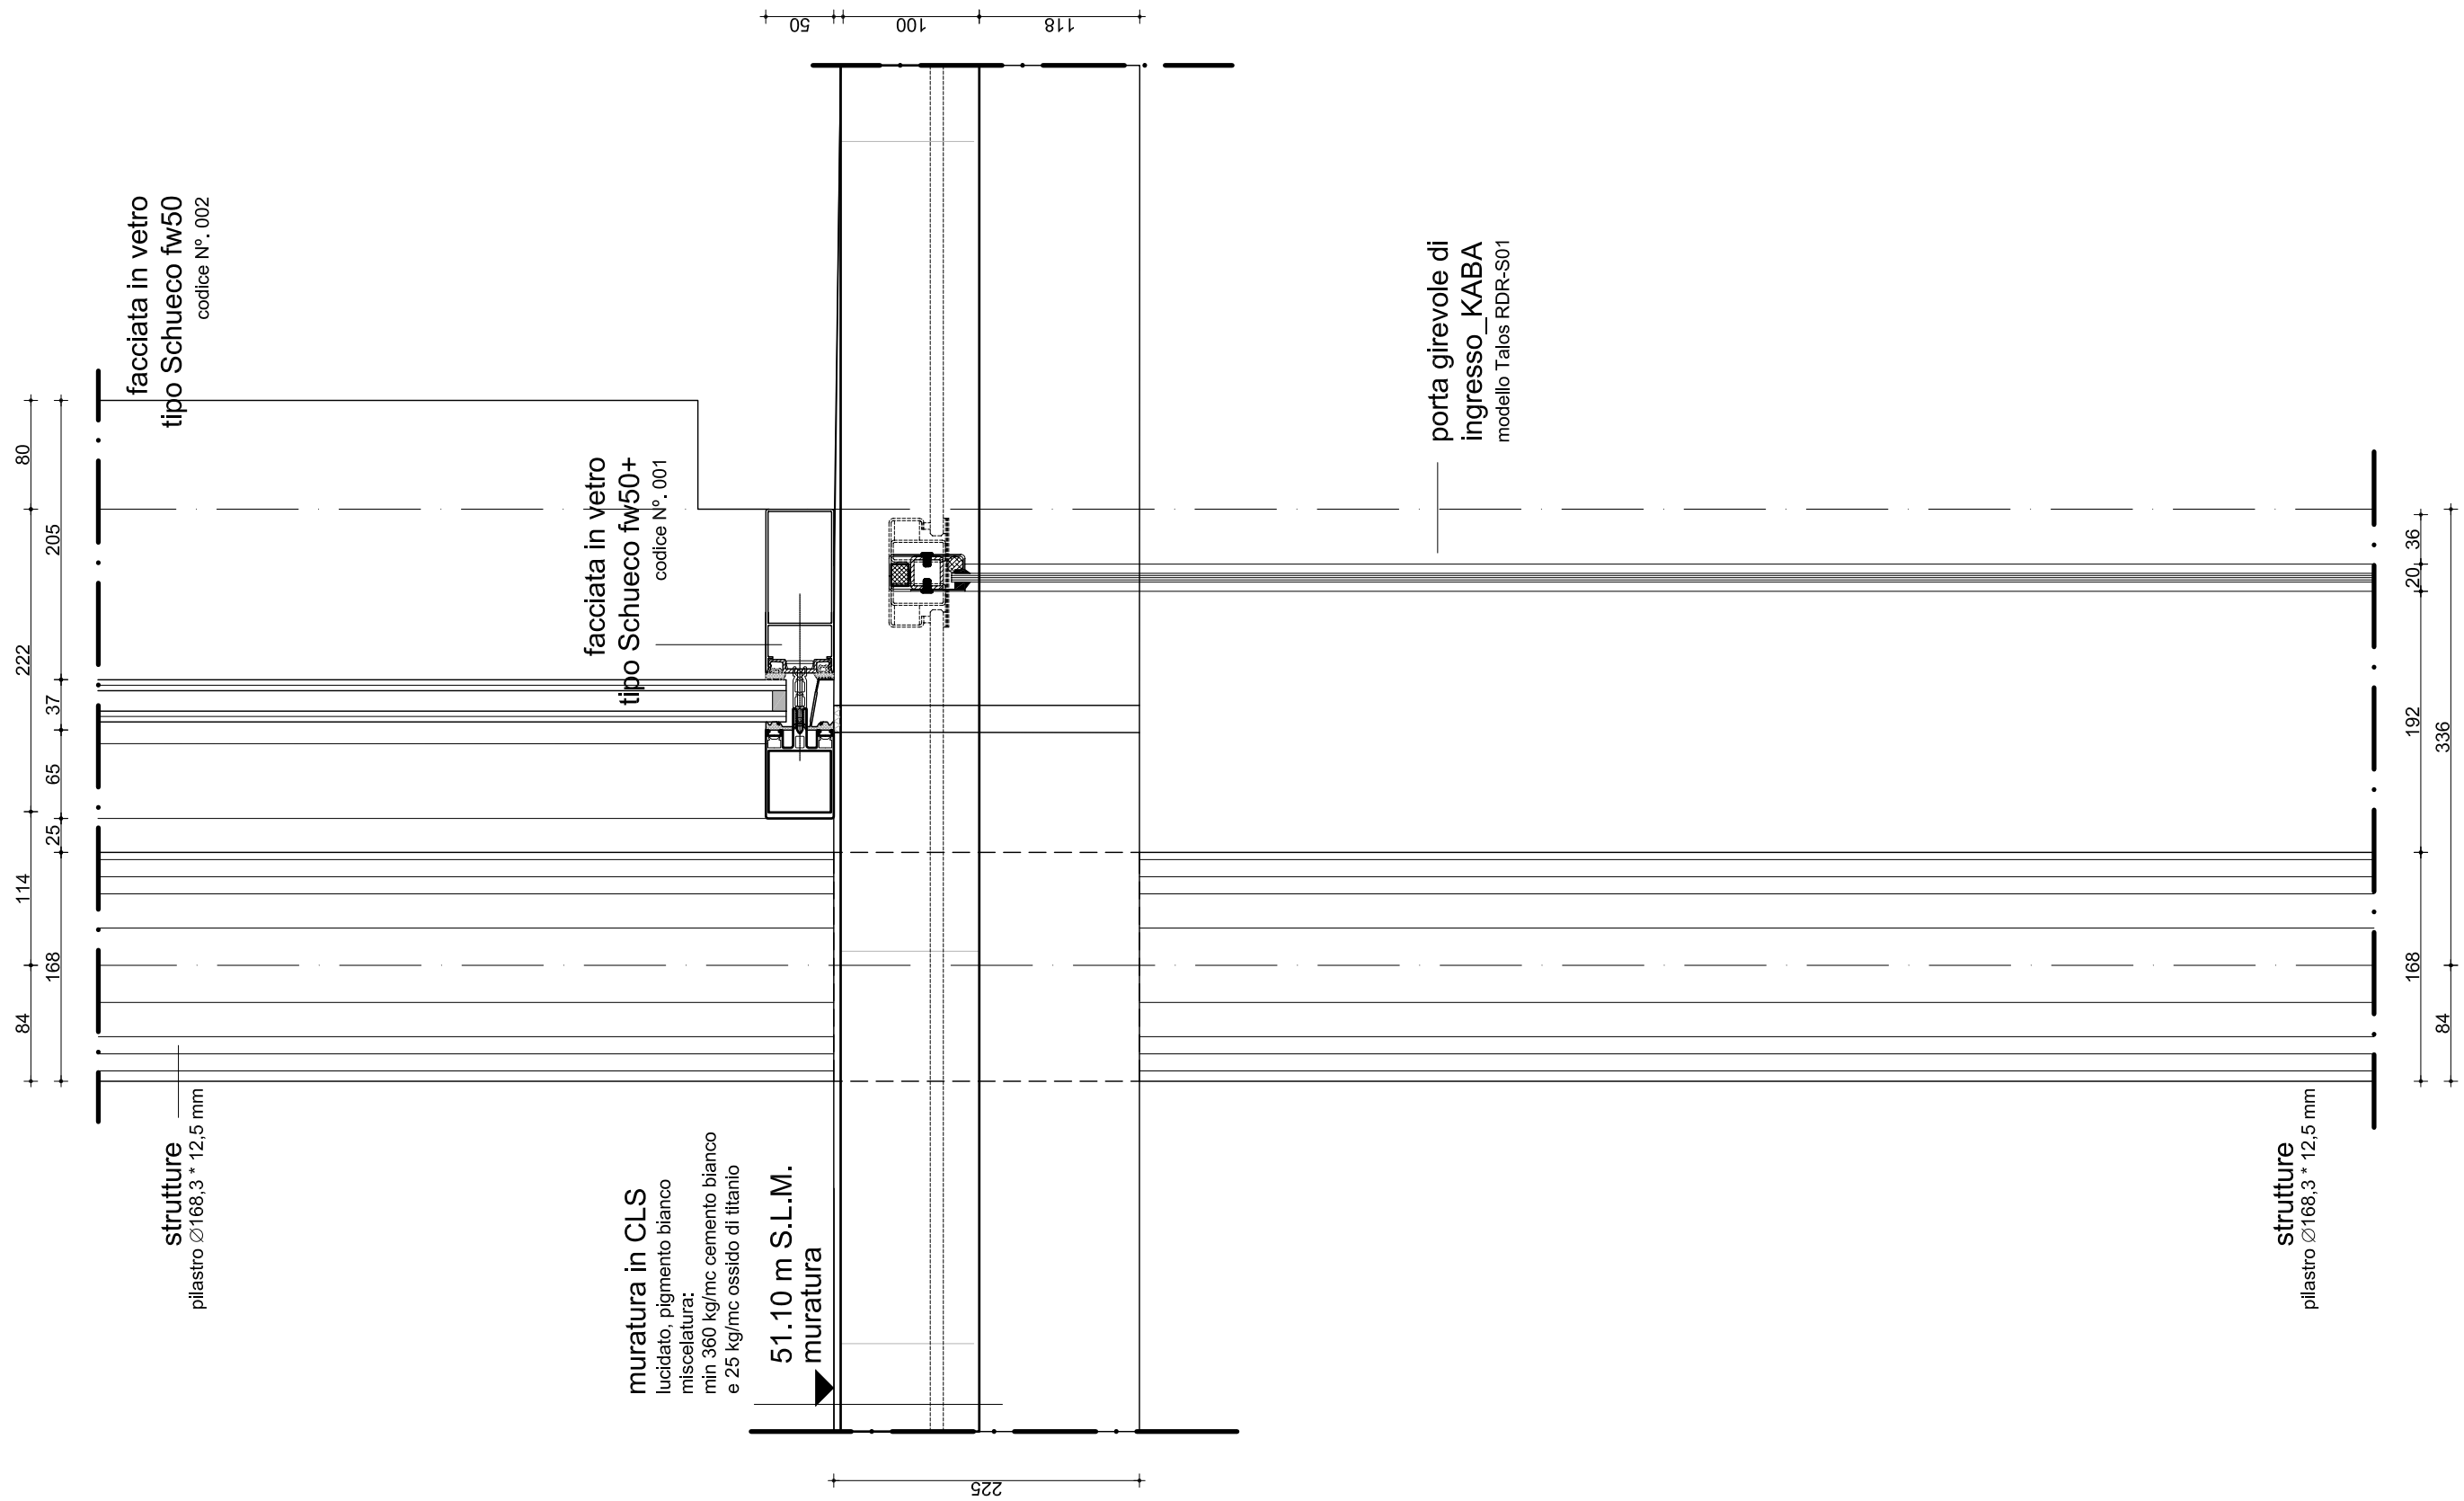 facciata in vetro
tipo Schueco fw50
codice Nº. 002
facciata in vetro
tipo Schueco fw50+
codice Nº. 001
porta girevole di
ingresso_KABA
modello Talos RDR-S01
strutture
pilastro ∅168,3 * 12,5 mm
muratura in CLS
lucidato, pigmento bianco
miscelatura:
min 360 kg/mc cemento bianco
e 25 kg/mc ossido di titanio
51.10 m S.L.M.
muratura
strutture
pilastro ∅168,3 * 12,5 mm
50
100
118
80
222
114
84
205
37
65
25
168
36
20
192
168
336
84
225